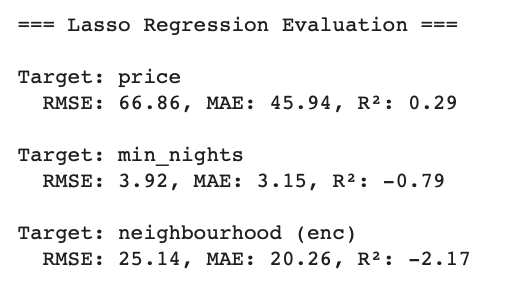 === Lasso Regression Evaluation ===
Target: price
RMSE: 66.86, MAE: 45.94, R²: 0.29
Target: min_nights
RMSE: 3.92, MAE: 3.15, R²: -0.79
Target: neighbourhood (enc)
RMSE: 25.14, MAE: 20.26, R²: -2.17